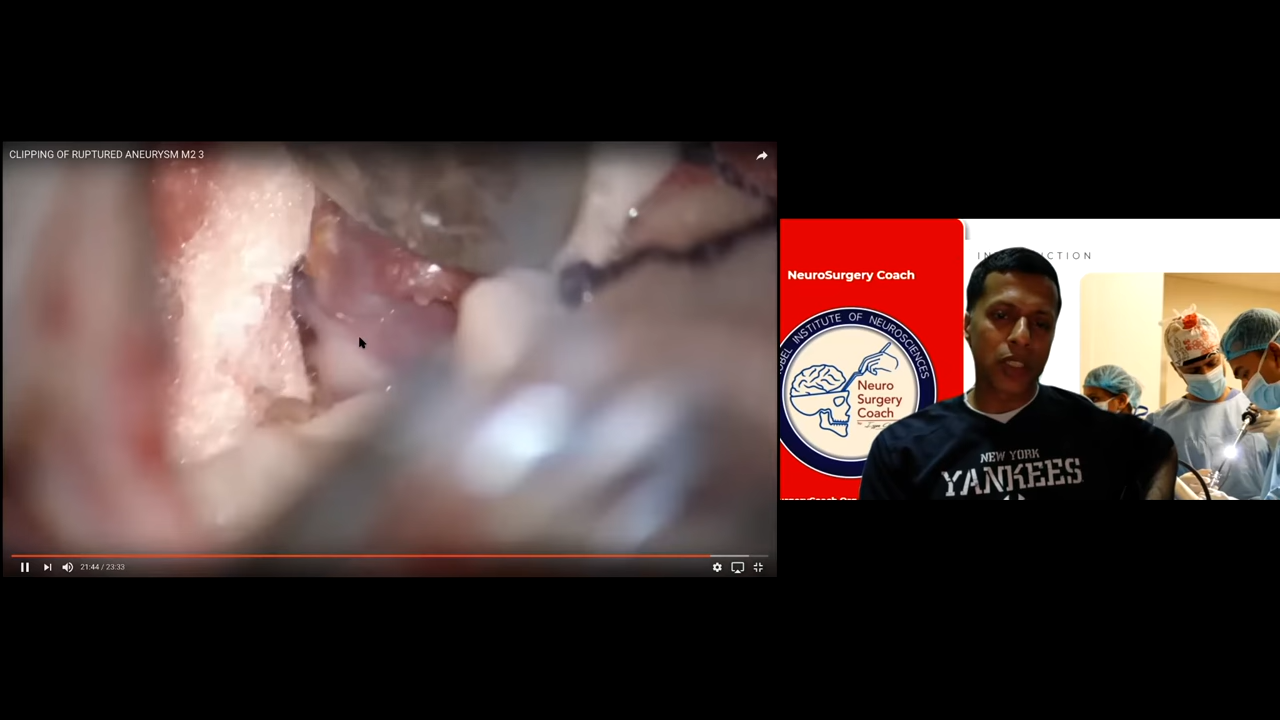 CLIPPING OF RUPTURED ANEURYSM M2 3
21:44 / 23:33
NeuroSurgery Coach
INSTITUTE OF NEUROSCIENCES
Neuro
Surgery
Coach
NEW YORK
YANKEES